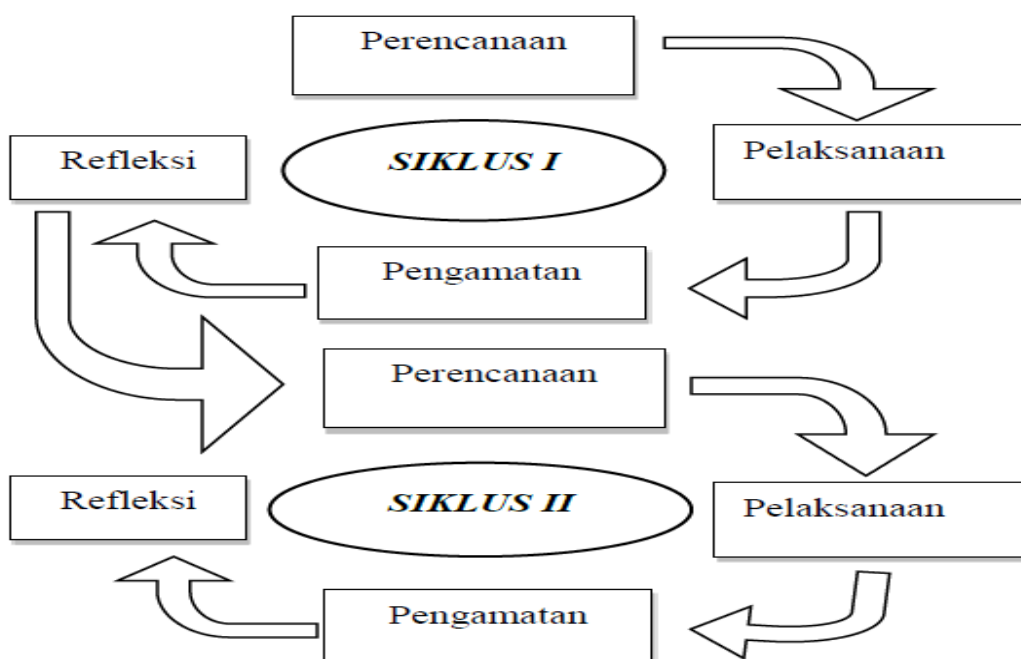 Perencanaan
Refleksi
SIKLUS I
Pelaksanaan
Pengamatan
Perencanaan
Refleksi
SIKLUS II
Pelaksanaan
Pengamatan